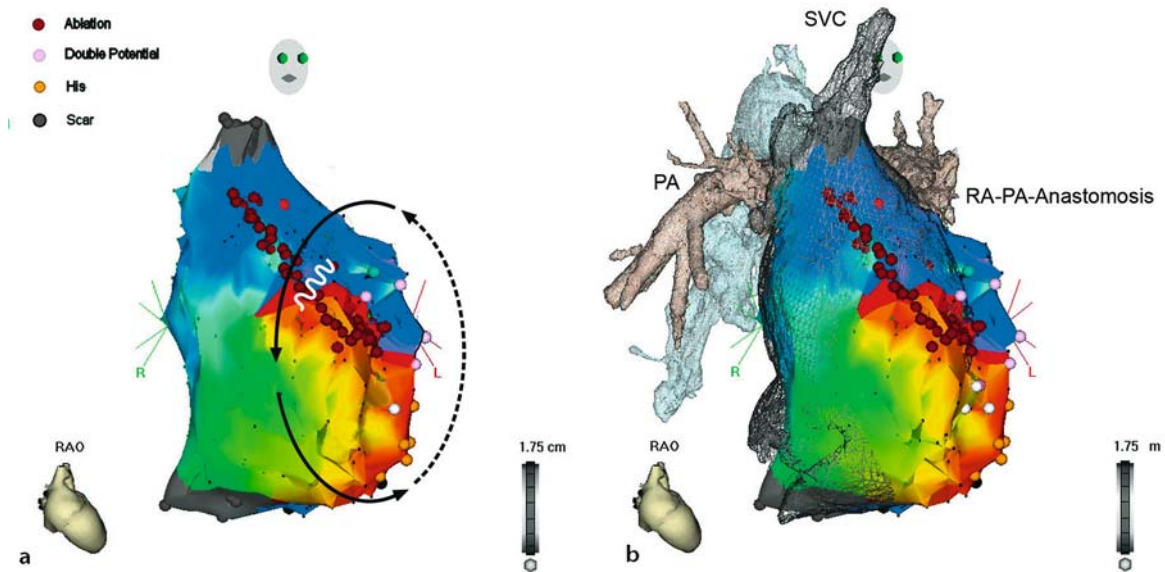 Ablation
Double Potential
His
Scar
R
L
RAO
1.75 cm
a
SVC
PA
RA-PA-Anastomosis
R
L
RAO
1.75 m
b